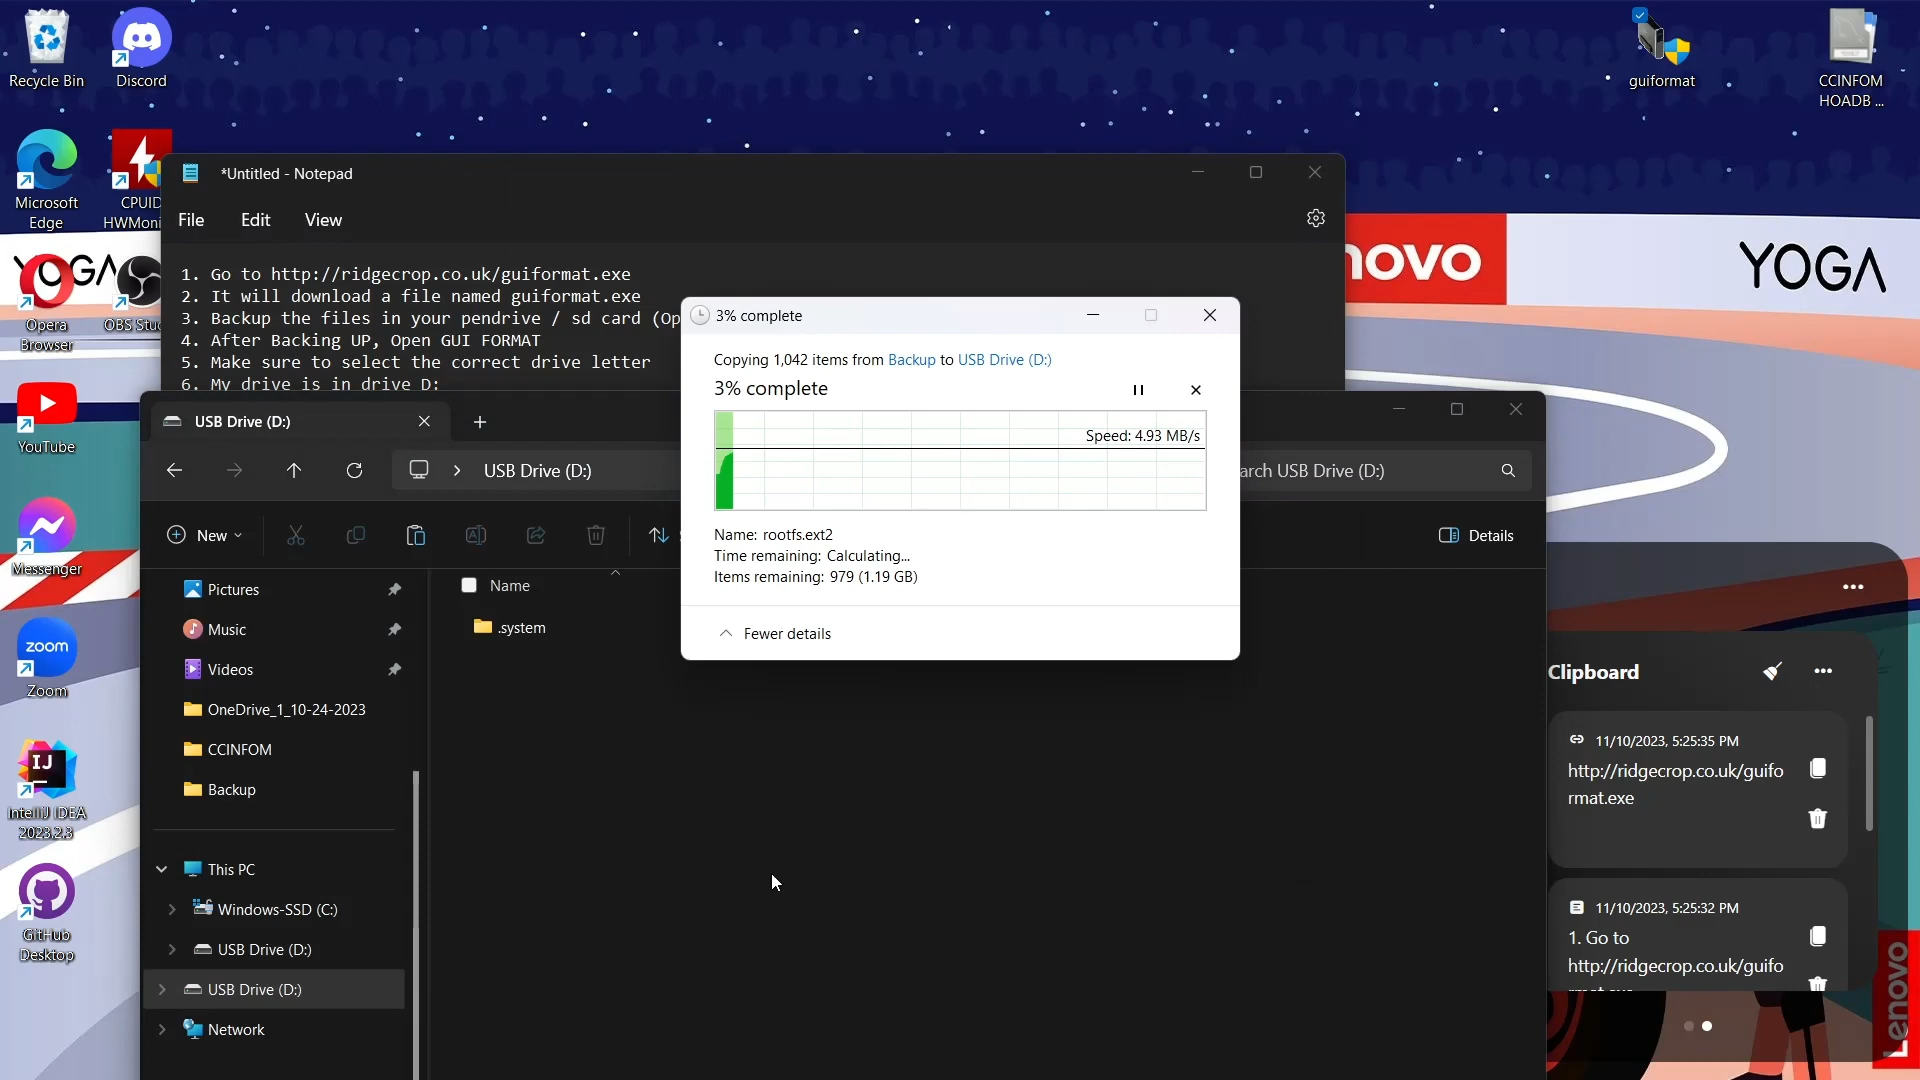 Recycle Bin
Discord
guiformat
CCINFOM
HOADB ...
Microsoft
Edge
CPUID
HWMoni
Opera
Browser
OBS Stud
YouTube
Messenger
zoom
Zoom
IJ
IntelliJ IDEA
2023.2.3
GitHub
Desktop
YOGA
novo
YOGA
Lenovo
*Untitled - Notepad
File Edit View
1. Go to http://ridgecrop.co.uk/guiformat.exe
2. It will download a file named guiformat.exe
3. Backup the files in your pendrive / sd card (Op
4. After Backing UP, Open GUI FORMAT
5. Make sure to select the correct drive letter
6. My drive is in drive D:
3% complete
Copying 1,042 items from Backup to USB Drive (D:)
3% complete
Speed: 4.93 MB/s
Name: rootfs.ext2
Time remaining: Calculating...
Items remaining: 979 (1.19 GB)
Fewer details
USB Drive (D:)
USB Drive (D:)
arch USB Drive (D:)
New
Details
Pictures
Music
Videos
OneDrive_1_10-24-2023
CCINFOM
Backup
This PC
Windows-SSD (C:)
USB Drive (D:)
USB Drive (D:)
Network
Name
.system
Clipboard
11/10/2023, 5:25:35 PM
http://ridgecrop.co.uk/guifo
rmat.exe
11/10/2023, 5:25:32 PM
1. Go to
http://ridgecrop.co.uk/guifo